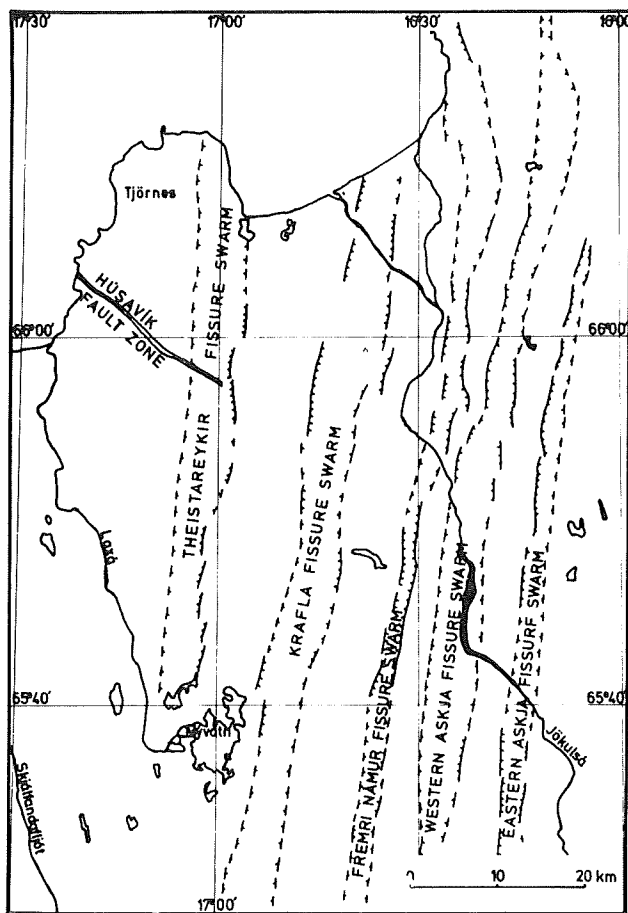 17°30'
17°00'
16°30'
16°00'
Tjörnes
HÚSAVÍK
FAULT ZONE
THEISTAREYKIR FISSURE SWARM
66°00'
66°00'
KRAFLA FISSURE SWARM
Laxá
FREMRI NÁMUR FISSURE SWARM
WESTERN ASKJA FISSURE SWARM
EASTERN ASKJA FISSURF SWARM
65°40'
65°40'
Mývatn
Jökulsá
Skjálfandafljót
0 10 20 km
17°00'